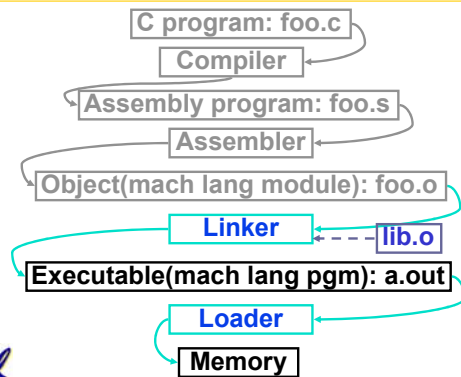 C program: foo.c
Compiler
Assembly program: foo.s
Assembler
Object(mach lang module): foo.o
Linker
lib.o
Executable(mach lang pgm): a.out
Loader
Memory